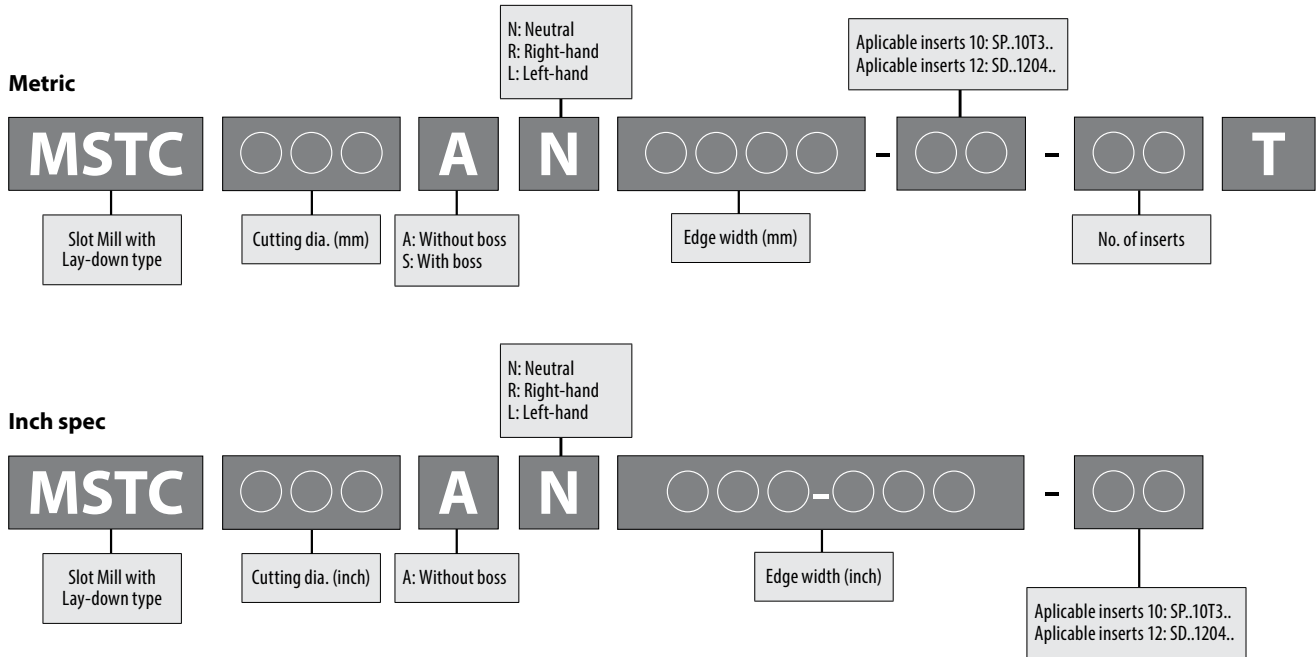 Metric
N: Neutral
R: Right-hand
L: Left-hand
Aplicable inserts 10: SP..10T3..
Aplicable inserts 12: SD..1204..
MSTC ○○○ A N ○○○○ - ○○ - ○○ T
Slot Mill with
Lay-down type
Cutting dia. (mm)
A: Without boss
S: With boss
Edge width (mm)
No. of inserts
Inch spec
N: Neutral
R: Right-hand
L: Left-hand
MSTC ○○○ A N ○○○-○○○ - ○○
Slot Mill with
Lay-down type
Cutting dia. (inch)
A: Without boss
Edge width (inch)
Aplicable inserts 10: SP..10T3..
Aplicable inserts 12: SD..1204..